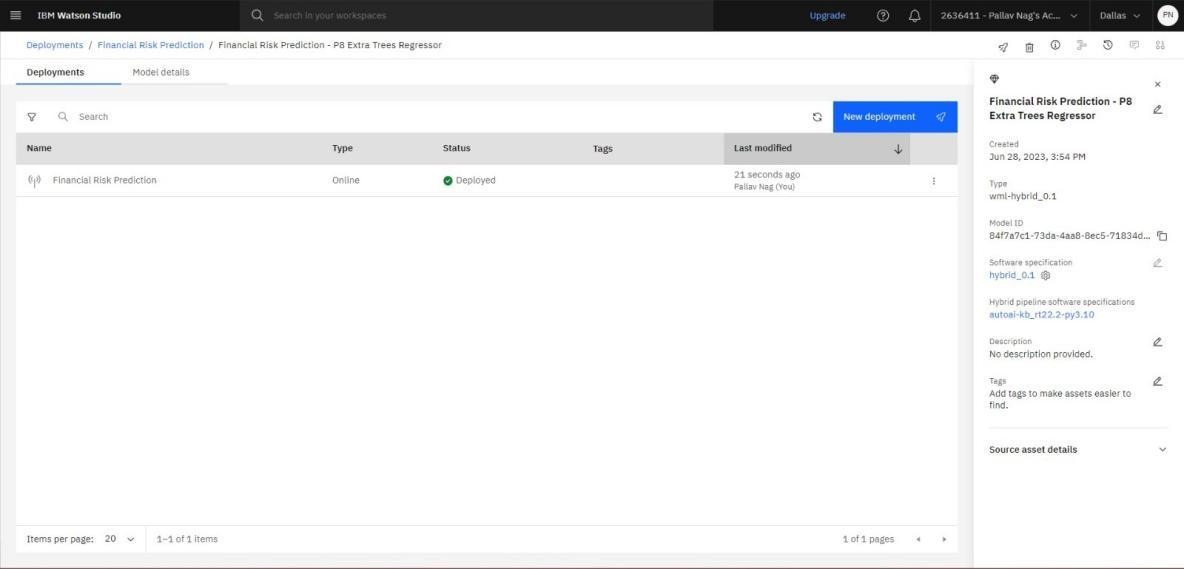 IBM Watson Studio
Search in your workspaces
Upgrade
2636411 - Pallav Nag's Ac...
Dallas
PN
Deployments / Financial Risk Prediction / Financial Risk Prediction - P8 Extra Trees Regressor
Deployments
Model details
Search
New deployment
Name Type Status Tags Last modified
Financial Risk Prediction Online Deployed 21 seconds ago
Pallav Nag (You)
Items per page: 20
1–1 of 1 items
1 of 1 pages
Financial Risk Prediction - P8
Extra Trees Regressor
Created
Jun 28, 2023, 3:54 PM
Type
wml-hybrid_0.1
Model ID
84f7a7c1-73da-4aa8-8ec5-71834d...
Software specification
hybrid_0.1
Hybrid pipeline software specifications
autoai-kb_rt22.2-py3.10
Description
No description provided.
Tags
Add tags to make assets easier to
find.
Source asset details